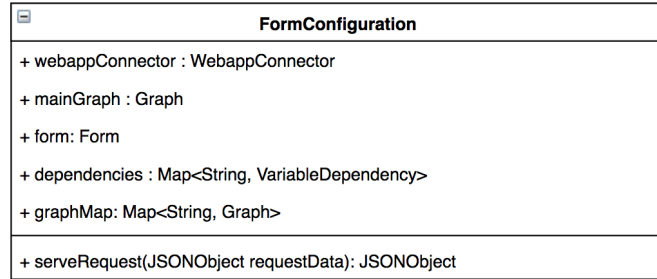 FormConfiguration
+ webappConnector : WebappConnector
+ mainGraph : Graph
+ form: Form
+ dependencies : Map<String, VariableDependency>
+ graphMap: Map<String, Graph>
+ serveRequest(JSONObject requestData): JSONObject